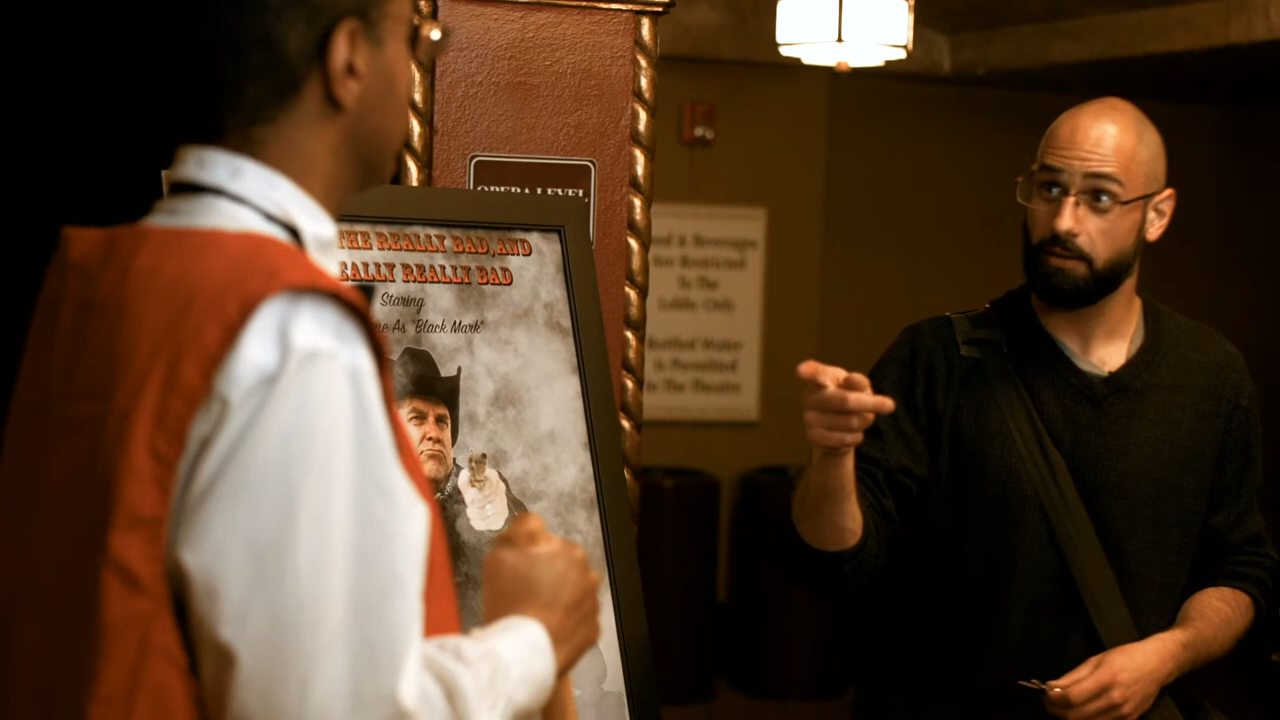 OPERA LEVEL
THE REALLY BAD, AND
REALLY REALLY BAD
Staring
As "Black Mark"
& Beverages
Are Restricted
To The
Lobby Only
Bottled Water
is Permitted
In The Theatre